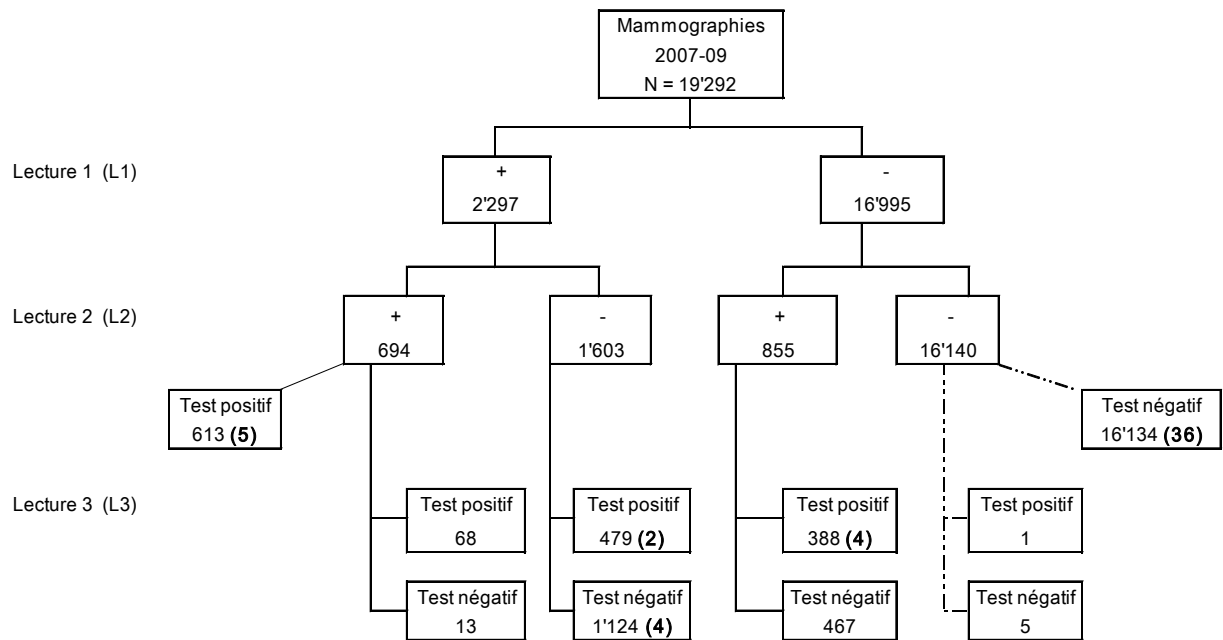 Mammographies
2007-09
N = 19'292
Lecture 1 (L1)
+
2'297
-
16'995
Lecture 2 (L2)
+
694
-
1'603
+
855
-
16'140
Test positif
613 (5)
Test négatif
16'134 (36)
Lecture 3 (L3)
Test positif
68
Test positif
479 (2)
Test positif
388 (4)
Test positif
1
Test négatif
13
Test négatif
1'124 (4)
Test négatif
467
Test négatif
5